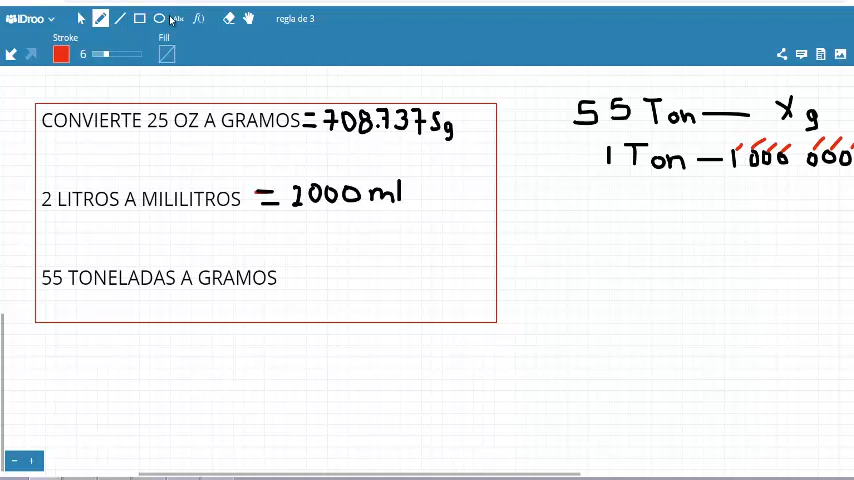 IDroo
Abc
f()
regla de 3
Stroke
Fill
6
CONVIERTE 25 OZ A GRAMOS = 708.7375g
2 LITROS A MILILITROS = 2000 ml
55 TONELADAS A GRAMOS
55 Ton — X g
1 Ton — 1 000 000